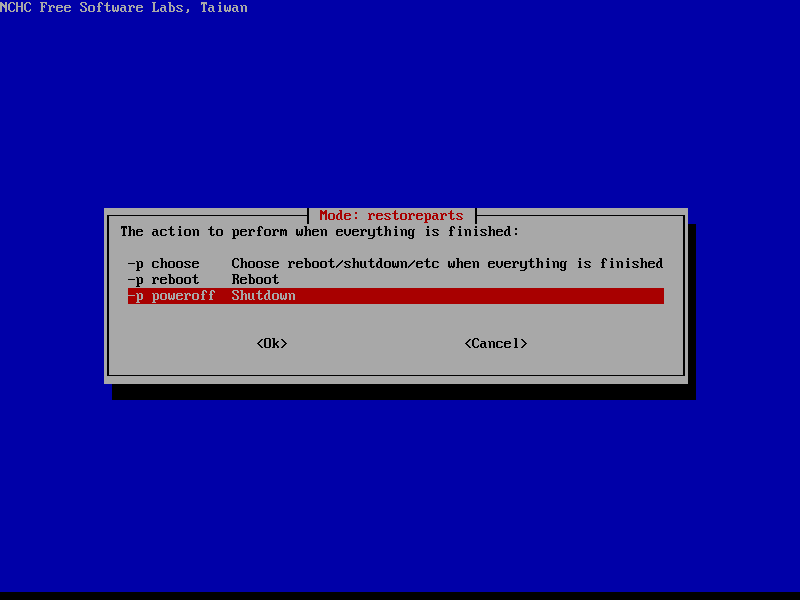 NCHC Free Software Labs, Taiwan
Mode: restoreparts
The action to perform when everything is finished:
-p choose Choose reboot/shutdown/etc when everything is finished
-p reboot Reboot
-p poweroff Shutdown
<Ok> <Cancel>